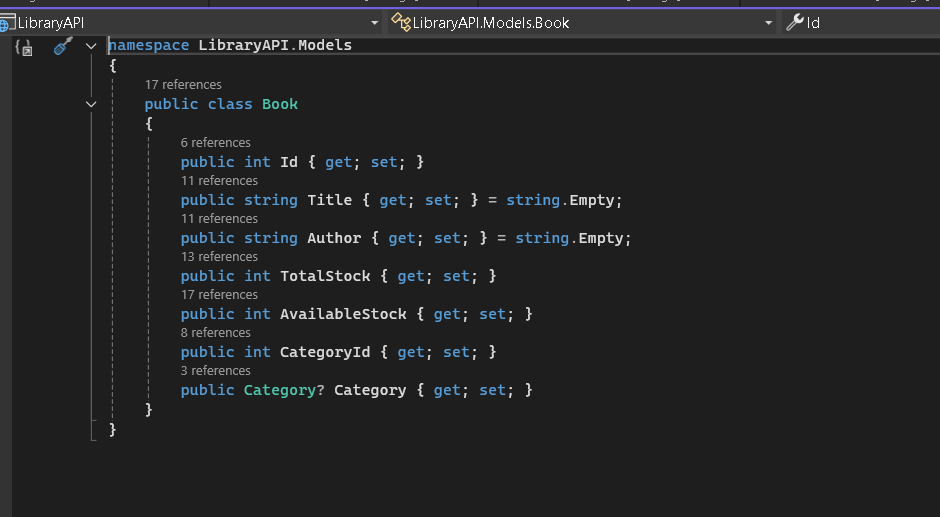 LibraryAPI
LibraryAPI.Models.Book
Id
namespace LibraryAPI.Models
{
17 references
public class Book
{
6 references
public int Id { get; set; }
11 references
public string Title { get; set; } = string.Empty;
11 references
public string Author { get; set; } = string.Empty;
13 references
public int TotalStock { get; set; }
17 references
public int AvailableStock { get; set; }
8 references
public int CategoryId { get; set; }
3 references
public Category? Category { get; set; }
}
}